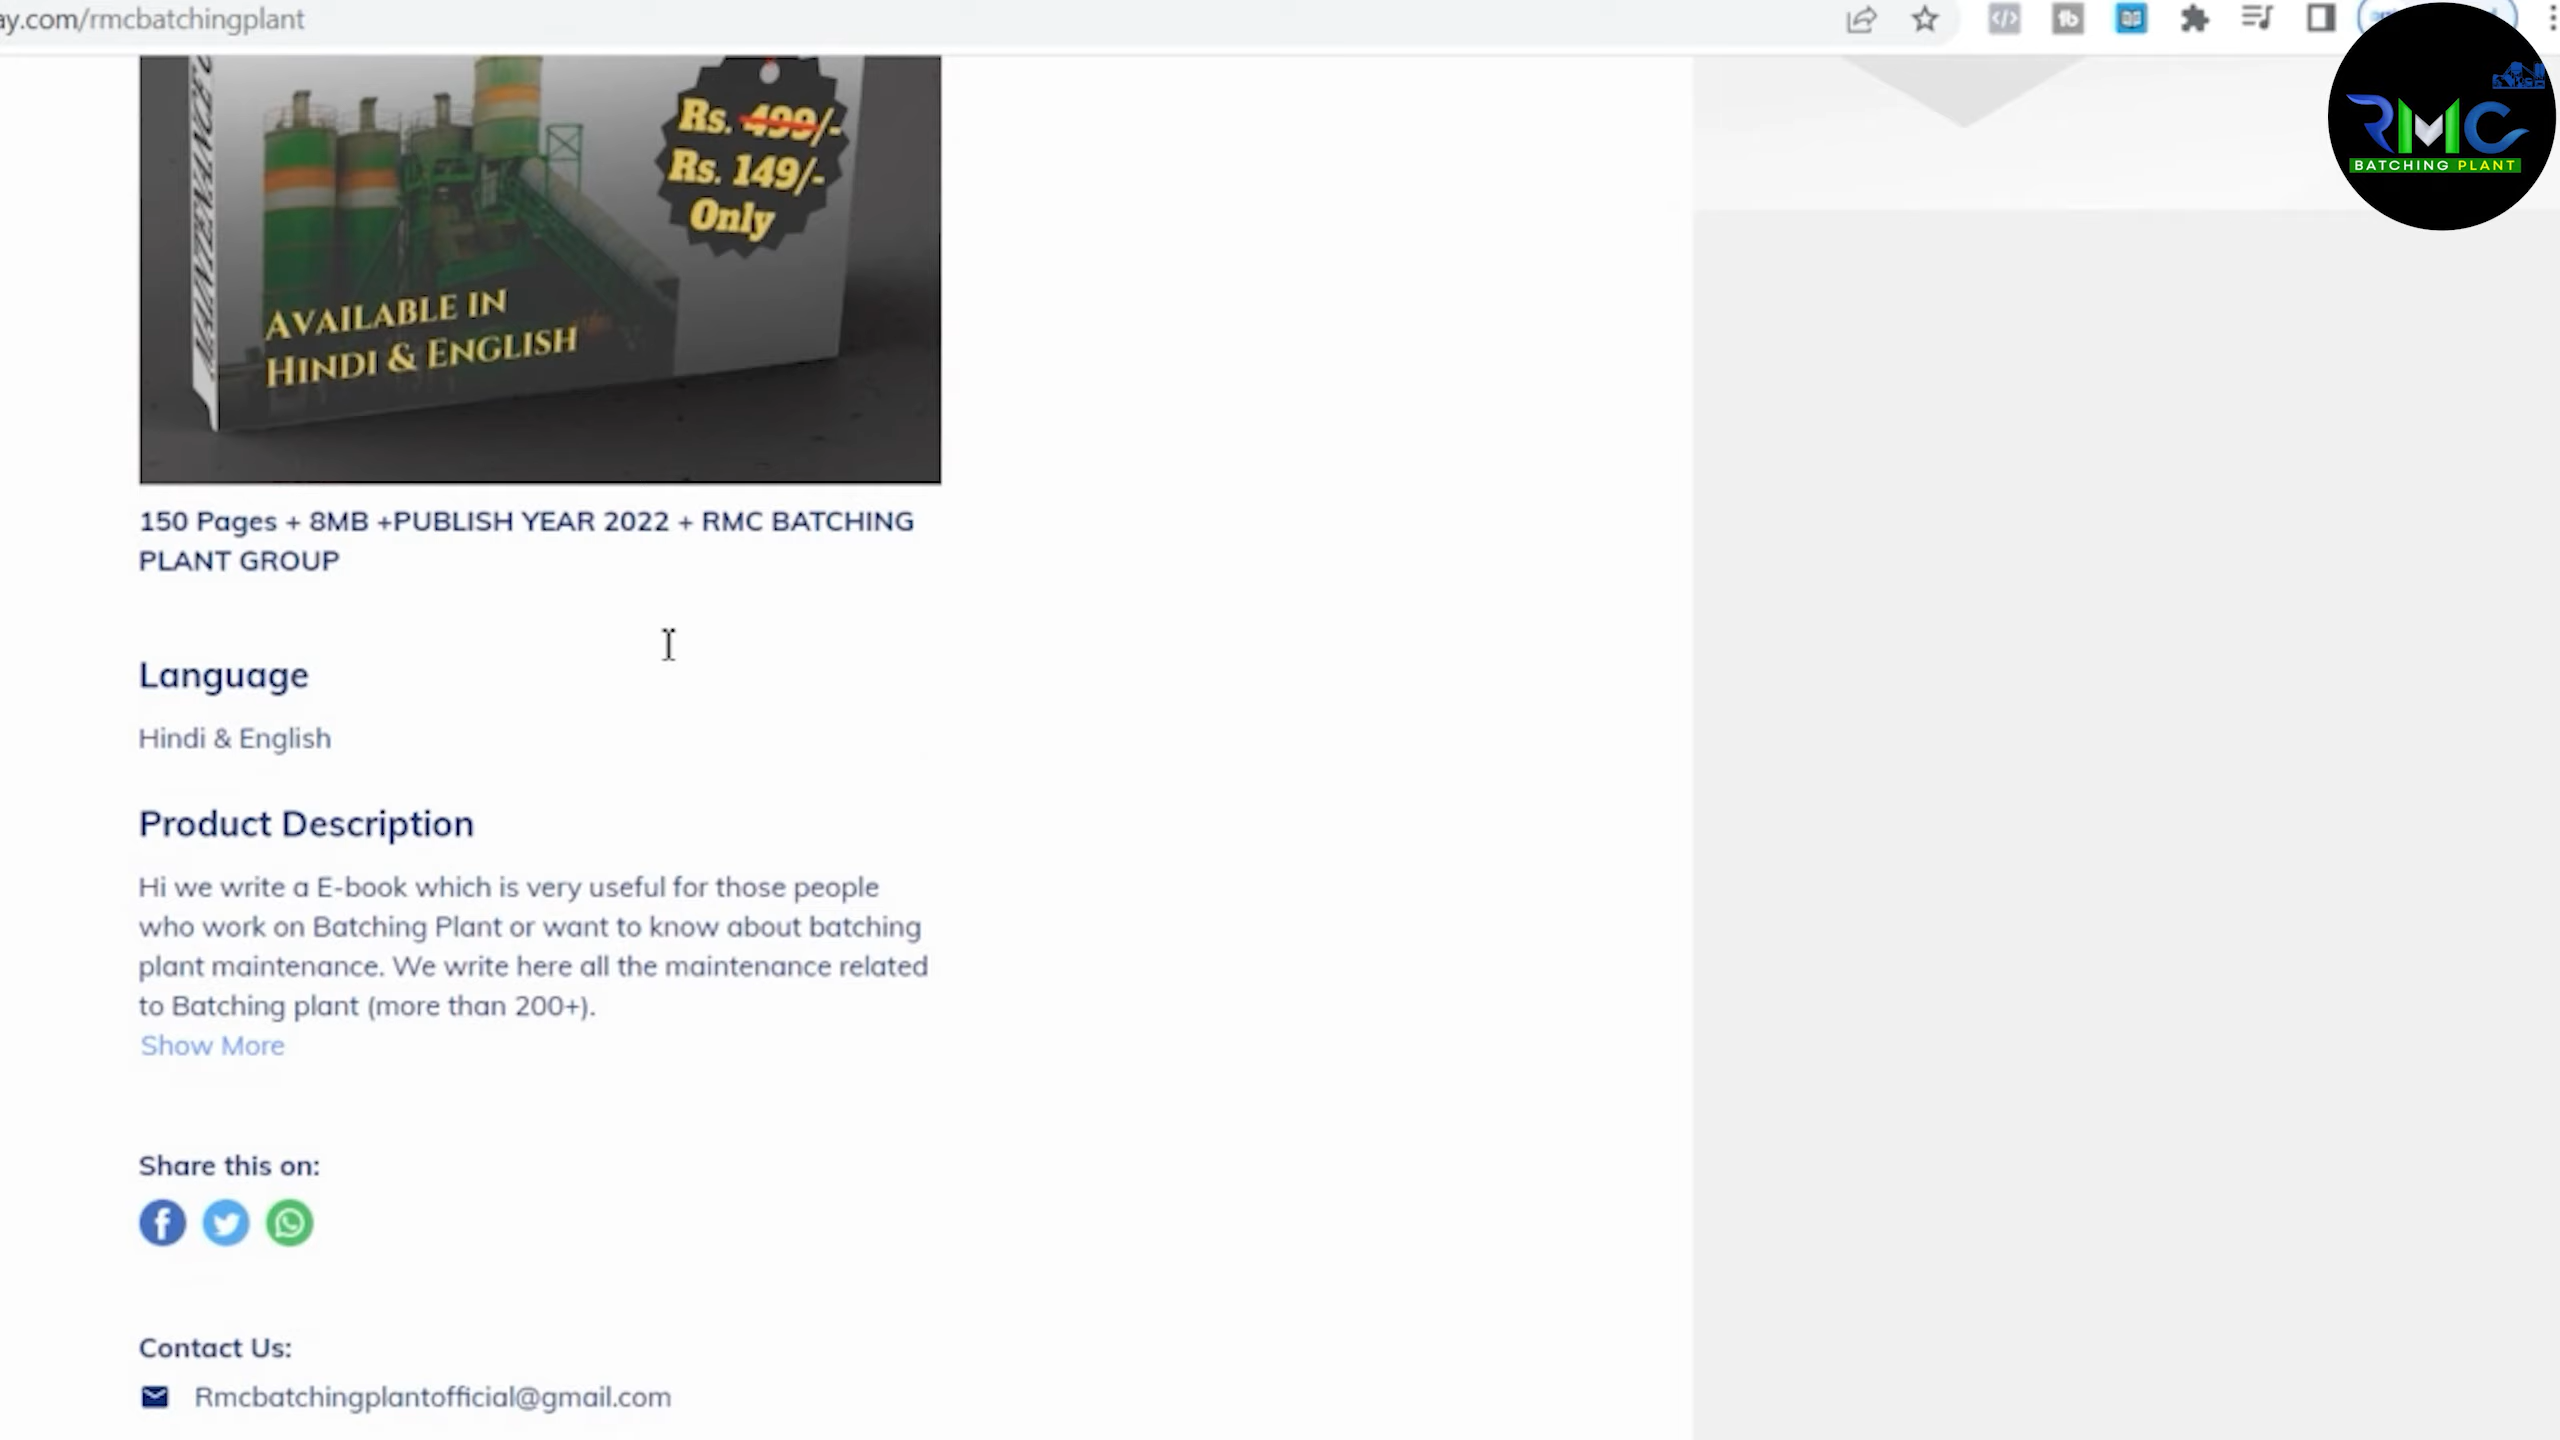 ay.com/rmcbatchingplant
RMC
BATCHING PLANT
MAINTENANCE
Rs. 499/-
Rs. 149/-
Only
AVAILABLE IN
HINDI & ENGLISH
150 Pages + 8MB +PUBLISH YEAR 2022 + RMC BATCHING
PLANT GROUP
Language
Hindi & English
Product Description
Hi we write a E-book which is very useful for those people
who work on Batching Plant or want to know about batching
plant maintenance. We write here all the maintenance related
to Batching plant (more than 200+).
Show More
Share this on:
Contact Us:
Rmcbatchingplantofficial@gmail.com